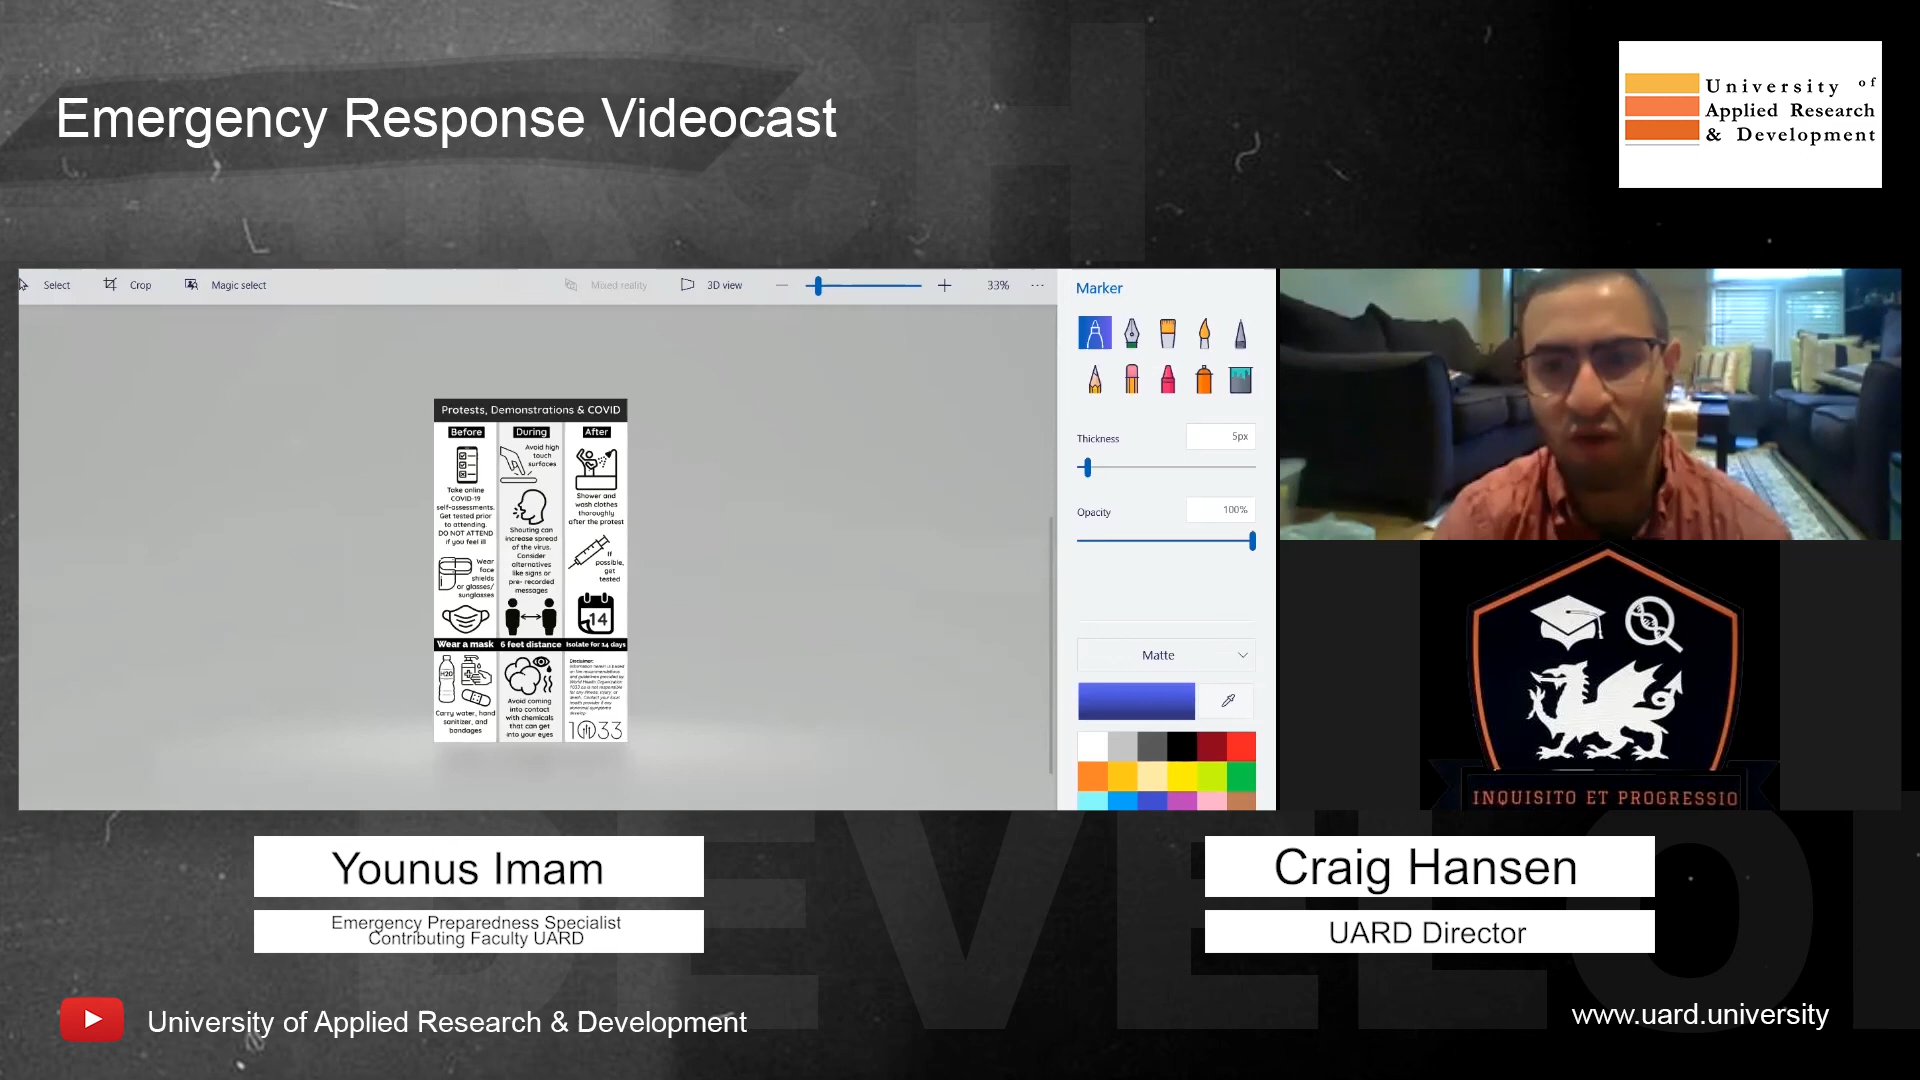 Emergency Response Videocast
University of
Applied Research
& Development
Select
Crop
Magic select
Mixed reality
3D view
33%
Marker
Thickness
5px
Opacity
100%
Matte
Protests, Demonstrations & COVID
Before
Take online
COVID-19
self-assessments.
Get tested prior
to attending.
DO NOT ATTEND
if you feel ill
Wear
face
shields
or glasses/
sunglasses
Wear a mask
H2O
Carry water, hand
sanitizer, and
bandages
During
Avoid high
touch
surfaces
Shouting can
increase spread
of the virus.
Consider
alternatives
like signs or
pre- recorded
messages
6 feet distance
Avoid coming
into contact
with chemicals
that can get
into your eyes
After
Shower and
wash clothes
thoroughly
after the protest
If
possible,
get
tested
14
Isolate for 14 days
Disclaimer:
1033
INQUISITO ET PROGRESSIO
Younus Imam
Emergency Preparedness Specialist
Contributing Faculty UARD
Craig Hansen
UARD Director
University of Applied Research & Development
www.uard.university